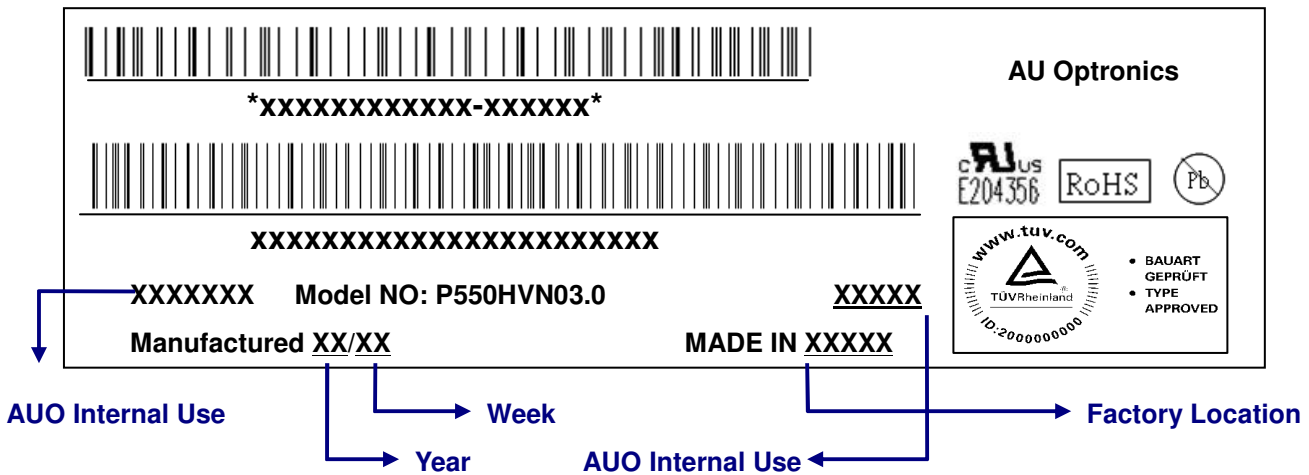 AU Optronics
*xxxxxxxxxxxx-xxxxxx*
c RU US
E204356
RoHS
Pb
xxxxxxxxxxxxxxxxxxxxxxx
www.tuv.com
TÜVRheinland
ID:2000000000
• BAUART
GEPRÜFT
• TYPE
APPROVED
XXXXXXX Model NO: P550HVN03.0 XXXXX
Manufactured XX/XX MADE IN XXXXX
AUO Internal Use
Week
Factory Location
Year
AUO Internal Use